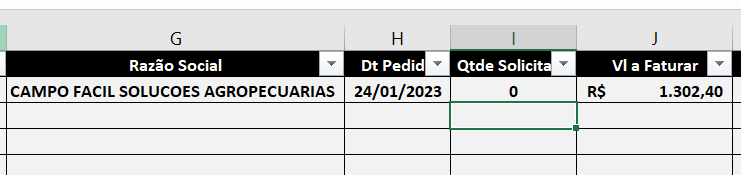 G H I J
Razão Social Dt Pedid Qtde Solicita Vl a Faturar
CAMPO FACIL SOLUCOES AGROPECUARIAS 24/01/2023 0 R$ 1.302,40